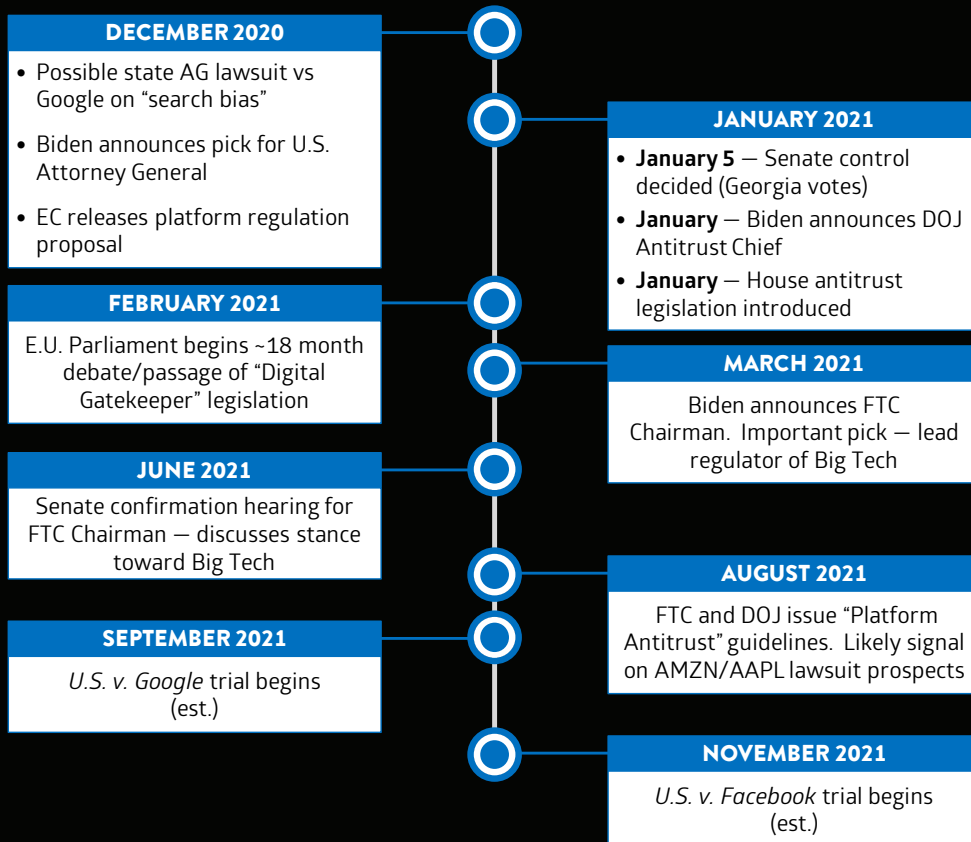 DECEMBER 2020
• Possible state AG lawsuit vs
Google on “search bias”
• Biden announces pick for U.S.
Attorney General
• EC releases platform regulation
proposal
JANUARY 2021
• January 5 — Senate control
decided (Georgia votes)
• January — Biden announces DOJ
Antitrust Chief
• January — House antitrust
legislation introduced
FEBRUARY 2021
E.U. Parliament begins ~18 month
debate/passage of “Digital
Gatekeeper” legislation
MARCH 2021
Biden announces FTC
Chairman. Important pick — lead
regulator of Big Tech
JUNE 2021
Senate confirmation hearing for
FTC Chairman — discusses stance
toward Big Tech
AUGUST 2021
FTC and DOJ issue “Platform
Antitrust” guidelines. Likely signal
on AMZN/AAPL lawsuit prospects
SEPTEMBER 2021
U.S. v. Google trial begins
(est.)
NOVEMBER 2021
U.S. v. Facebook trial begins
(est.)